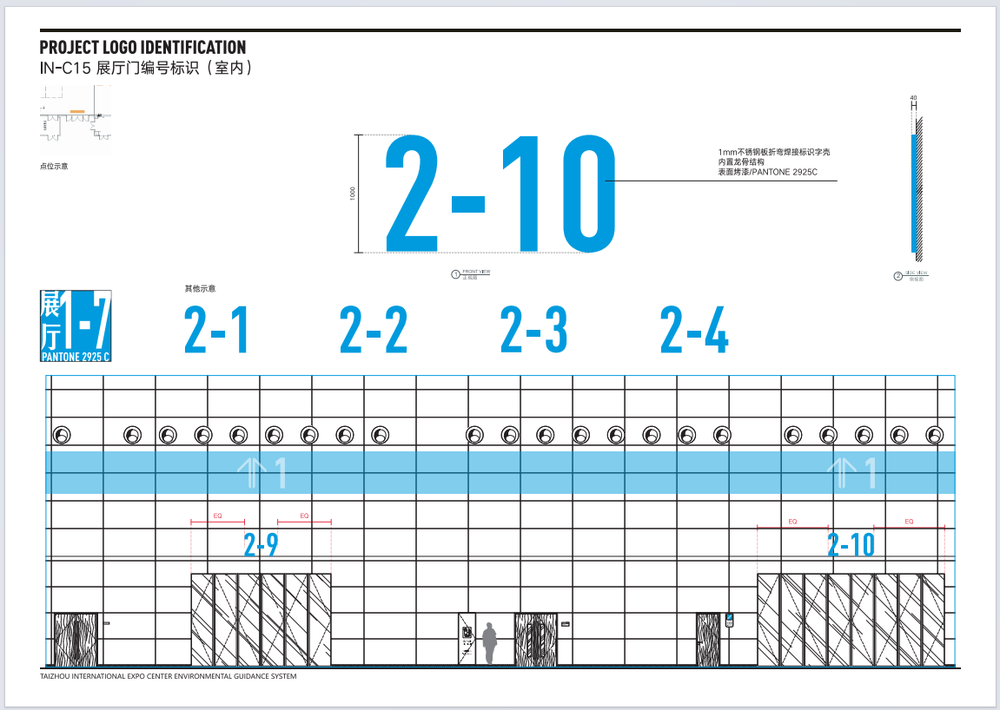 PROJECT LOGO IDENTIFICATION
IN-C15 展厅门编号标识（室内）
点位示意
1000
2-10
1mm不锈钢板折弯焊接标识字壳
内置龙骨结构
表面烤漆/PANTONE 2925C
40
1 FRONT VIEW
正视图
2 SIDE VIEW
侧视图
展厅 1-7
PANTONE 2925 C
其他示意
2-1
2-2
2-3
2-4
1
1
EQ
EQ
2-9
EQ
EQ
2-10
TAIZHOU INTERNATIONAL EXPO CENTER ENVIRONMENTAL GUIDANCE SYSTEM